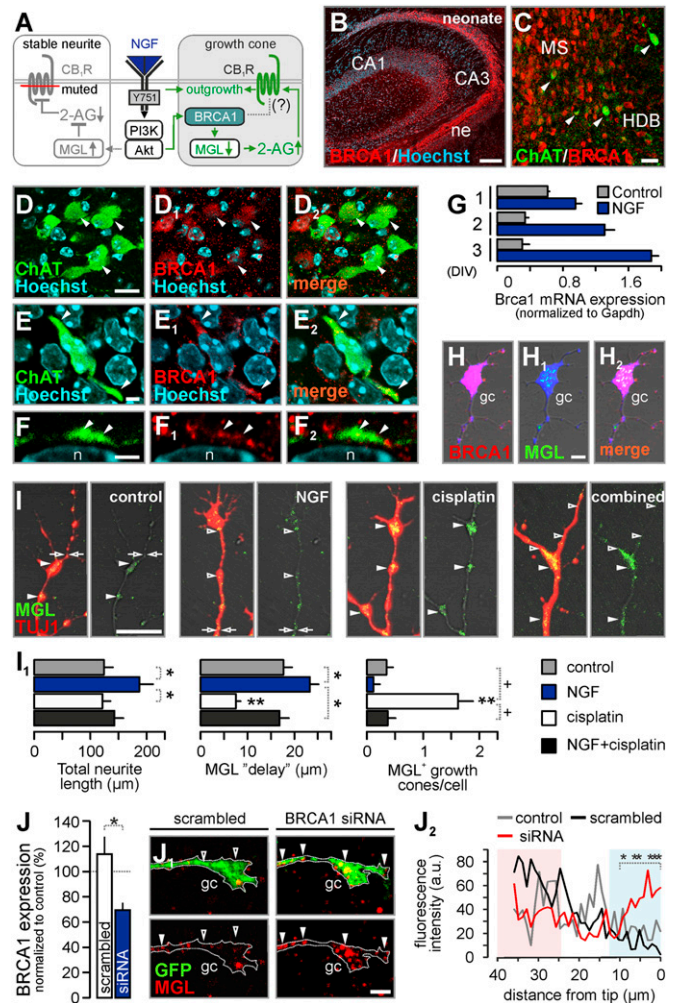 A
stable neurite
NGF
growth cone
CB₁R
CB₁R
muted
Y751
outgrowth
(?)
2-AG
PI3K
BRCA1
MGL
Akt
MGL
2-AG
B
neonate
CA1
CA3
ne
BRCA1/Hoechst
C
MS
HDB
ChAT/BRCA1
D
ChAT
Hoechst
D₁
BRCA1
Hoechst
D₂
merge
E
ChAT
Hoechst
E₁
BRCA1
Hoechst
E₂
merge
F
n
F₁
n
F₂
n
G
1
2
3
(DIV)
Control
NGF
0 0.8 1.6
Brca1 mRNA expression
(normalized to Gapdh)
H
gc
BRCA1
H₁
gc
MGL
H₂
gc
merge
I
control
NGF
cisplatin
combined
MGL
TUJ1
I₁
*
*
0 100 200
Total neurite
length (µm)
*
**
*
0 10 20
MGL "delay" (µm)
+
**
+
0 1 2
MGL⁺ growth
cones/cell
control
NGF
cisplatin
NGF+cisplatin
J
*
140
120
100
80
60
40
20
0
BRCA1 expression
normalized to control (%)
scrambled
siRNA
J₁
scrambled
BRCA1 siRNA
gc
gc
GFP
MGL
gc
gc
J₂
control
scrambled
siRNA
* ** ***
80
60
40
20
0
fluorescence
intensity (a.u.)
40 30 20 10 0
distance from tip (µm)